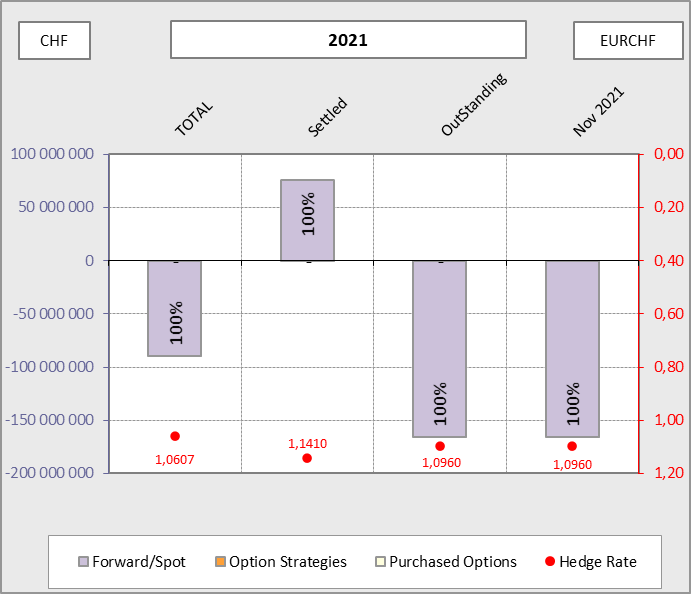 CHF 2021 EURCHF
TOTAL Settled OutStanding Nov 2021
100 000 000 0,00
50 000 000 100% 0,20
0 0,40
-50 000 000 100% 0,60
-100 000 000 100% 100% 0,80
-150 000 000 1,00
1,0607 1,1410 1,0960 1,0960
-200 000 000 1,20
Forward/Spot Option Strategies Purchased Options Hedge Rate